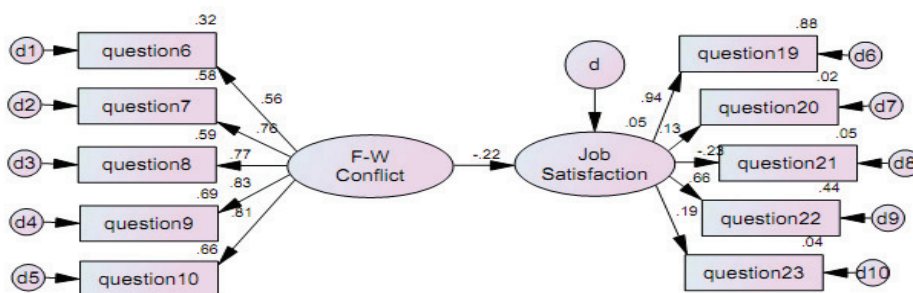 .32
d1
question6
.58
d2
question7
.59
d3
question8
.69
d4
question9
.66
d5
question10
.56
.76
.77
.83
.81
F-W
Conflict
-.22
d
.05
Job
Satisfaction
.94
.13
-.23
.66
.19
.88
question19
d6
.02
question20
d7
.05
question21
d8
.44
question22
d9
.04
question23
d10